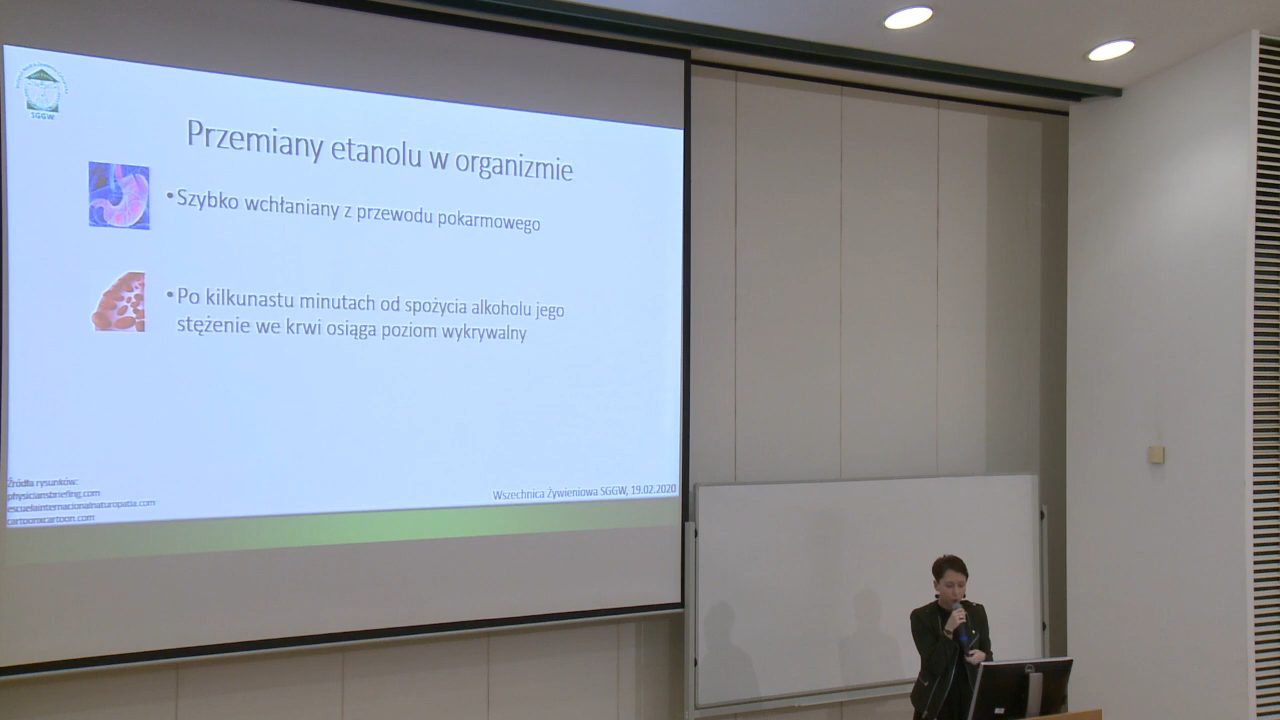 SGGW
Przemiany etanolu w organizmie
•Szybko wchłaniany z przewodu pokarmowego
•Po kilkunastu minutach od spożycia alkoholu jego
stężenie we krwi osiąga poziom wykrywalny
Źródła rysunków:
physiciansbriefing.com
escuelainternacionalnaturopatia.com
cartooncartoon.com
Wszechnica Żywieniowa SGGW, 19.02.2020